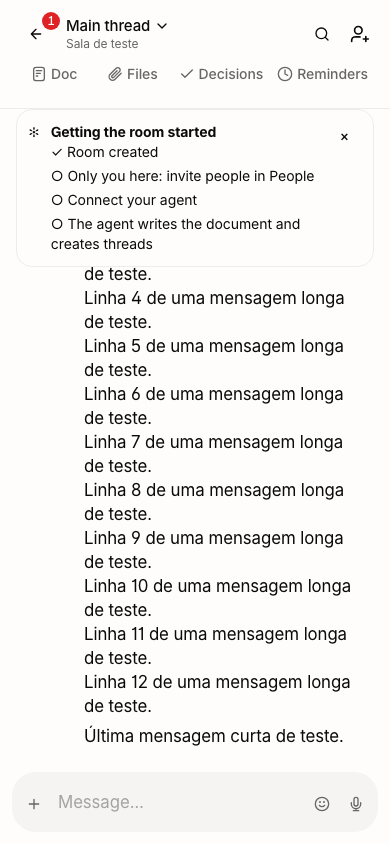 1
Main thread
Sala de teste
Doc
Files
Decisions
Reminders
Getting the room started
✓ Room created
○ Only you here: invite people in People
○ Connect your agent
○ The agent writes the document and
creates threads
de teste.
Linha 4 de uma mensagem longa
de teste.
Linha 5 de uma mensagem longa
de teste.
Linha 6 de uma mensagem longa
de teste.
Linha 7 de uma mensagem longa
de teste.
Linha 8 de uma mensagem longa
de teste.
Linha 9 de uma mensagem longa
de teste.
Linha 10 de uma mensagem longa
de teste.
Linha 11 de uma mensagem longa
de teste.
Linha 12 de uma mensagem longa
de teste.
Última mensagem curta de teste.
Message...